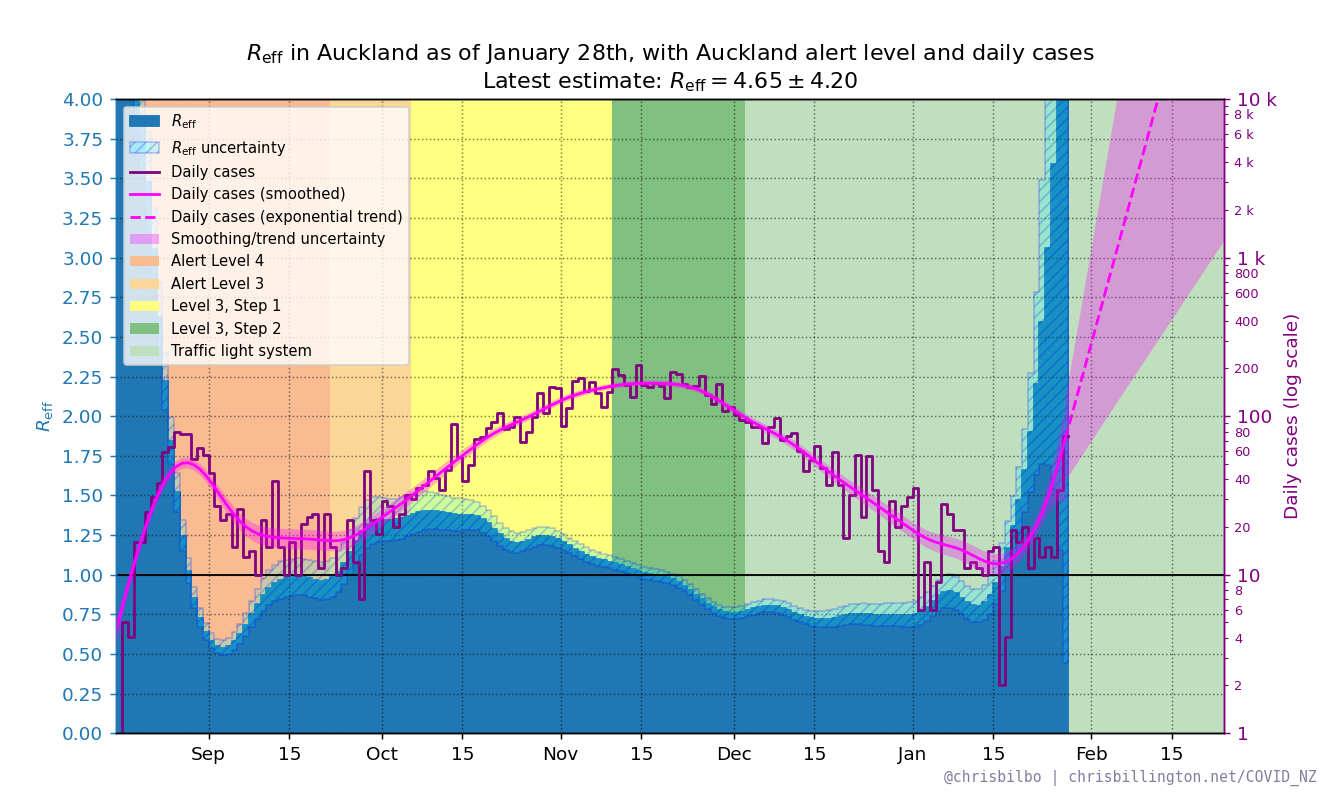 R_eff in Auckland as of January 28th, with Auckland alert level and daily cases
Latest estimate: R_eff = 4.65 ± 4.20
R_eff
4.00
3.75
3.50
3.25
3.00
2.75
2.50
2.25
2.00
1.75
1.50
1.25
1.00
0.75
0.50
0.25
0.00
R_eff
R_eff uncertainty
Daily cases
Daily cases (smoothed)
Daily cases (exponential trend)
Smoothing/trend uncertainty
Alert Level 4
Alert Level 3
Level 3, Step 1
Level 3, Step 2
Traffic light system
10 k
8 k
6 k
4 k
2 k
1 k
800
600
400
200
100
80
60
40
20
10
8
6
4
2
1
Daily cases (log scale)
Sep 15 Oct 15 Nov 15 Dec 15 Jan 15 Feb 15
@chrisbilbo | chrisbillington.net/COVID_NZ